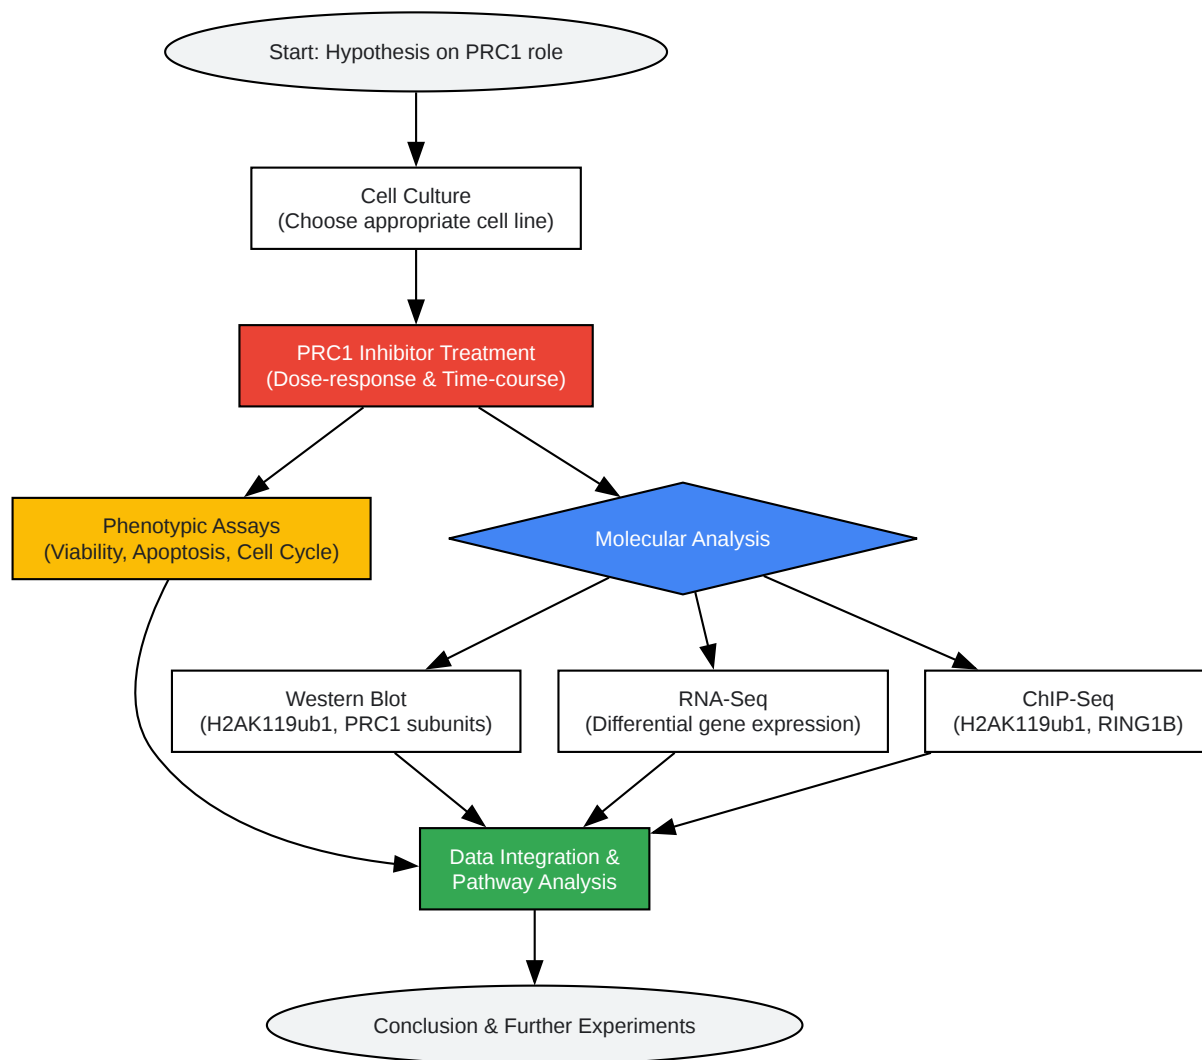 Start: Hypothesis on PRC1 role
Cell Culture
(Choose appropriate cell line)
PRC1 Inhibitor Treatment
(Dose-response & Time-course)
Phenotypic Assays
(Viability, Apoptosis, Cell Cycle)
Molecular Analysis
Western Blot
(H2AK119ub1, PRC1 subunits)
RNA-Seq
(Differential gene expression)
ChIP-Seq
(H2AK119ub1, RING1B)
Data Integration &
Pathway Analysis
Conclusion & Further Experiments